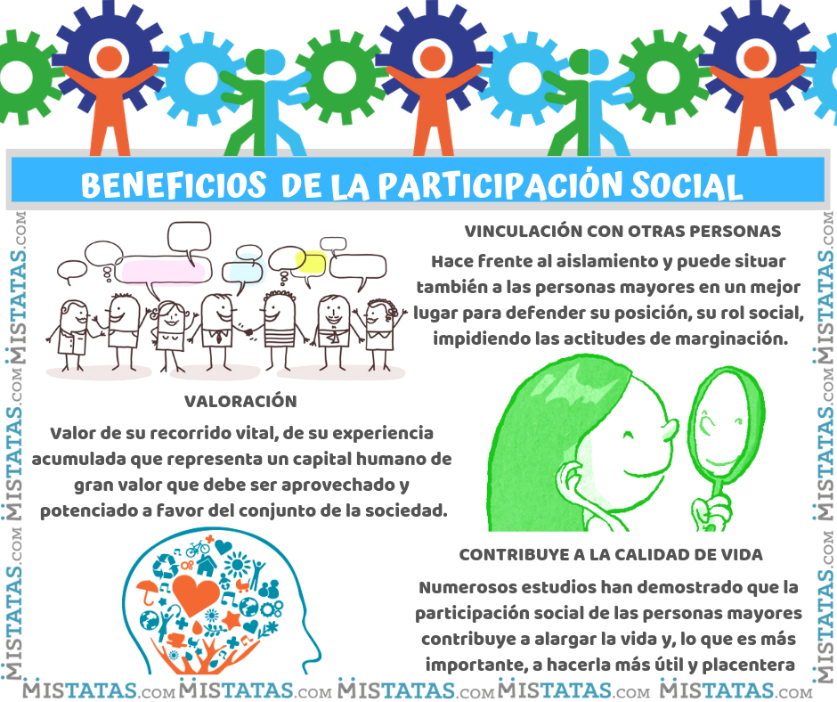 BENEFICIOS DE LA PARTICIPACIÓN SOCIAL
VINCULACIÓN CON OTRAS PERSONAS
Hace frente al aislamiento y puede situar
también a las personas mayores en un mejor
lugar para defender su posición, su rol social,
impidiendo las actitudes de marginación.
VALORACIÓN
Valor de su recorrido vital, de su experiencia
acumulada que representa un capital humano de
gran valor que debe ser aprovechado y
potenciado a favor del conjunto de la sociedad.
CONTRIBUYE A LA CALIDAD DE VIDA
Numerosos estudios han demostrado que la
participación social de las personas mayores
contribuye a alargar la vida y, lo que es más
importante, a hacerla más útil y placentera
MISTATAS.COM MISTATAS.COM MISTATAS.COM
MISTATAS.COM MISTATAS.COM MISTATAS.COM
MISTATAS.COM MISTATAS.COM MISTATAS.COM MISTATAS.COM MISTATAS.COM